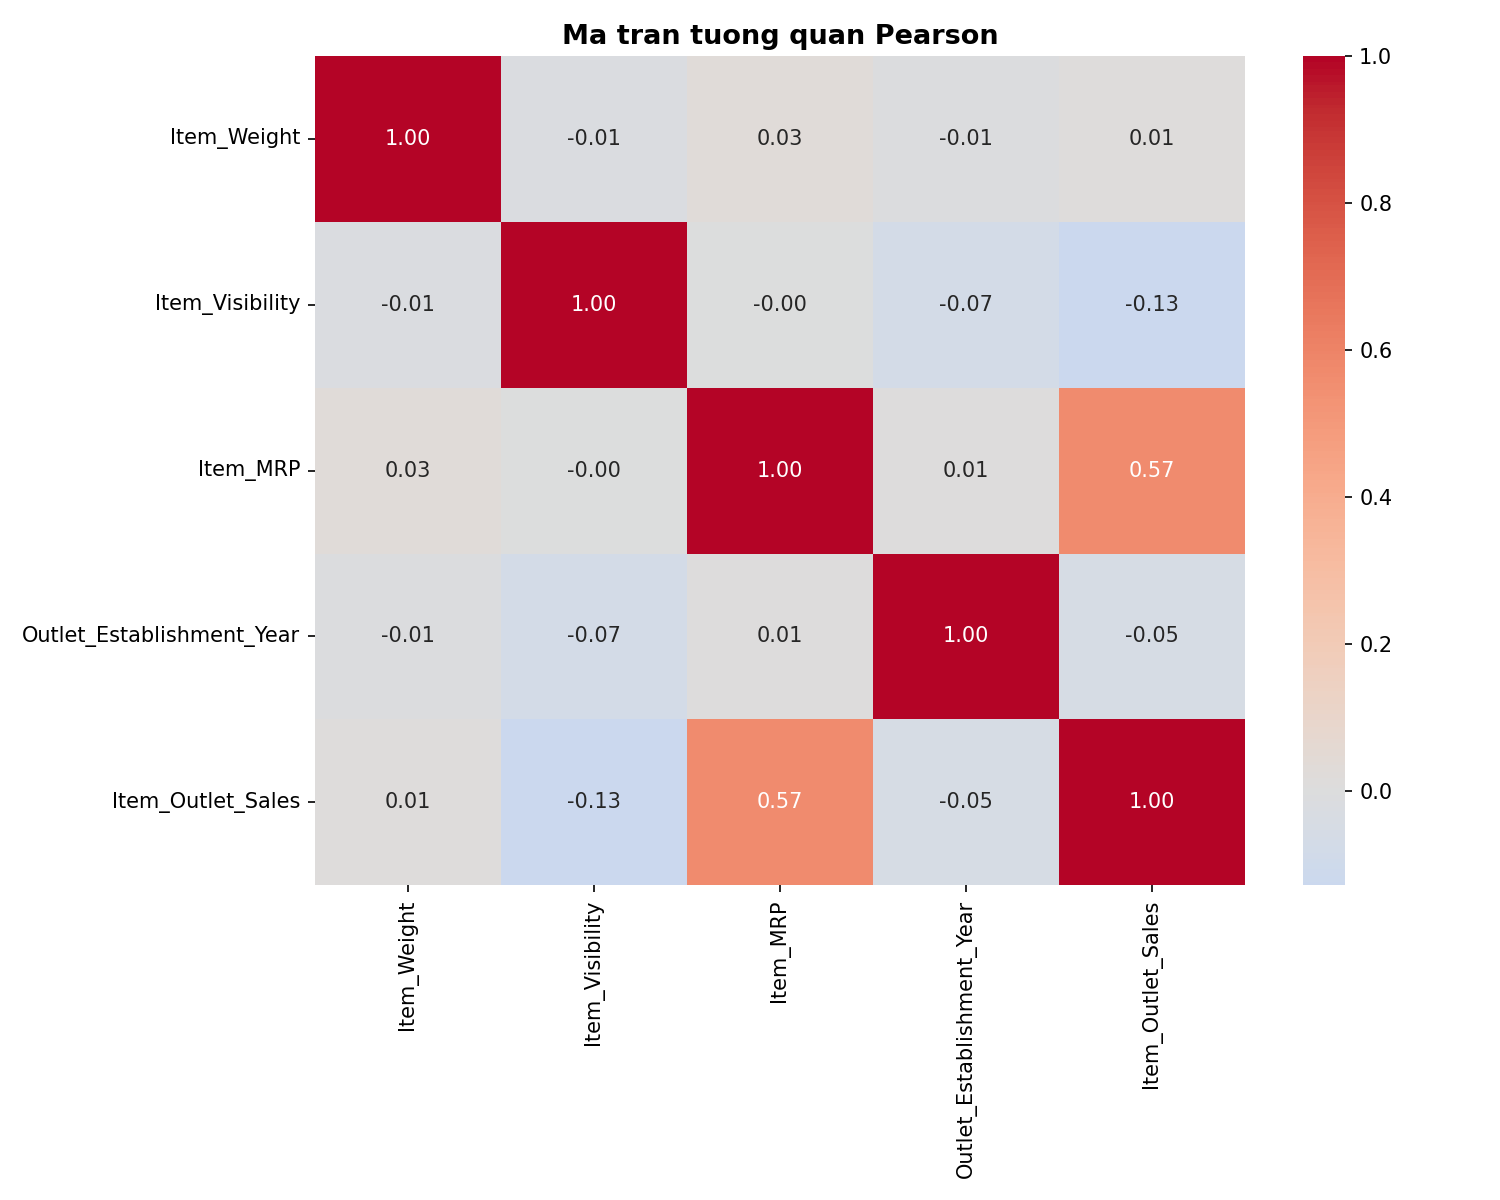 Ma tran tuong quan Pearson
1.0
Item_Weight 1.00 -0.01 0.03 -0.01 0.01
0.8
Item_Visibility -0.01 1.00 -0.00 -0.07 -0.13
0.6
Item_MRP 0.03 -0.00 1.00 0.01 0.57
0.4
Outlet_Establishment_Year -0.01 -0.07 0.01 1.00 -0.05
0.2
Item_Outlet_Sales 0.01 -0.13 0.57 -0.05 1.00
0.0
Item_Weight
Item_Visibility
Item_MRP
Outlet_Establishment_Year
Item_Outlet_Sales